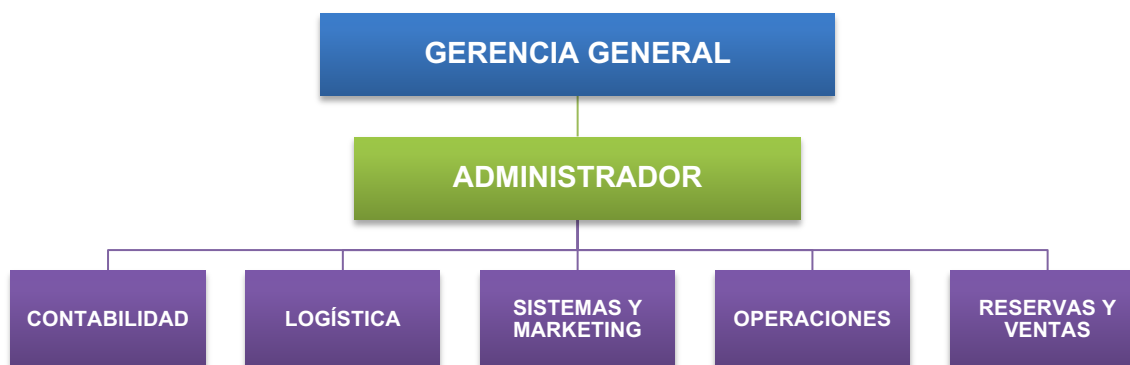 GERENCIA GENERAL
ADMINISTRADOR
CONTABILIDAD
LOGÍSTICA
SISTEMAS Y
MARKETING
OPERACIONES
RESERVAS Y
VENTAS